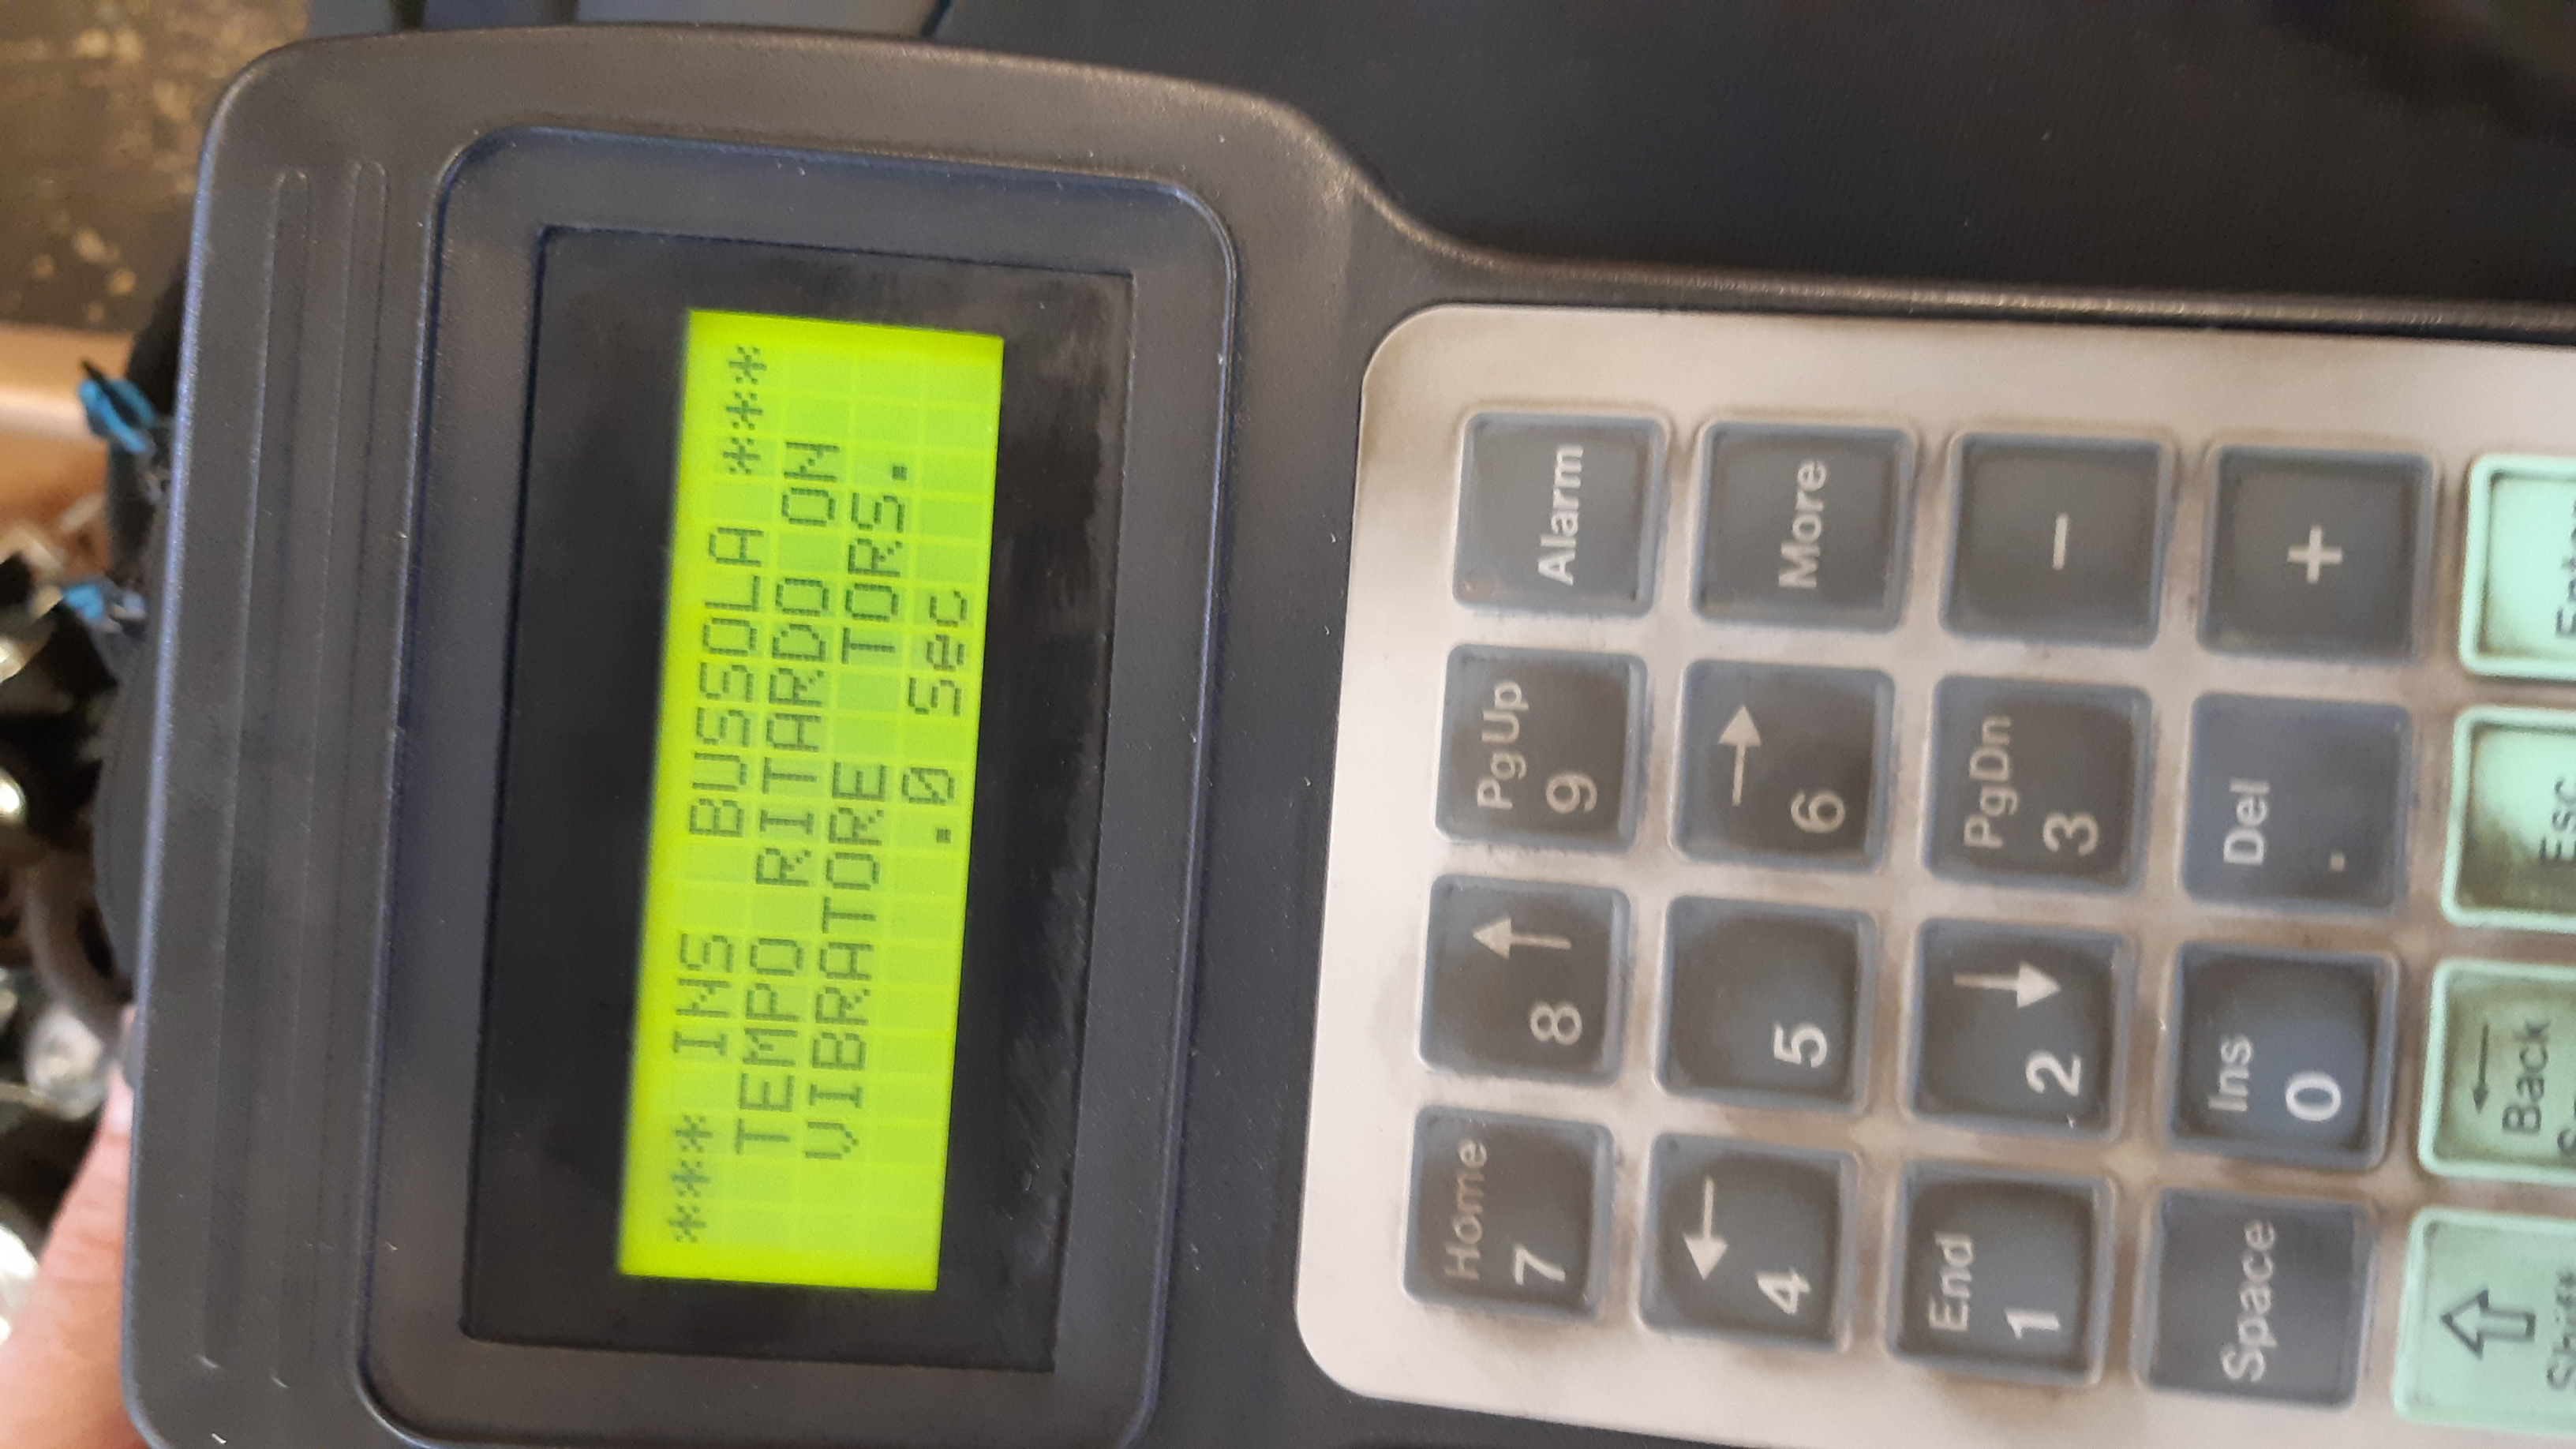 *** INS BUSSOLA ***
TEMPO RITARDO ON
VIBRATORE TORS.
.0 Sec
Home
7
8
PgUp
9
Alarm
4
5
6
More
End
1
2
PgDn
3
-
Space
Ins
0
Del
.
+
Shift
Back
Esc
Enter